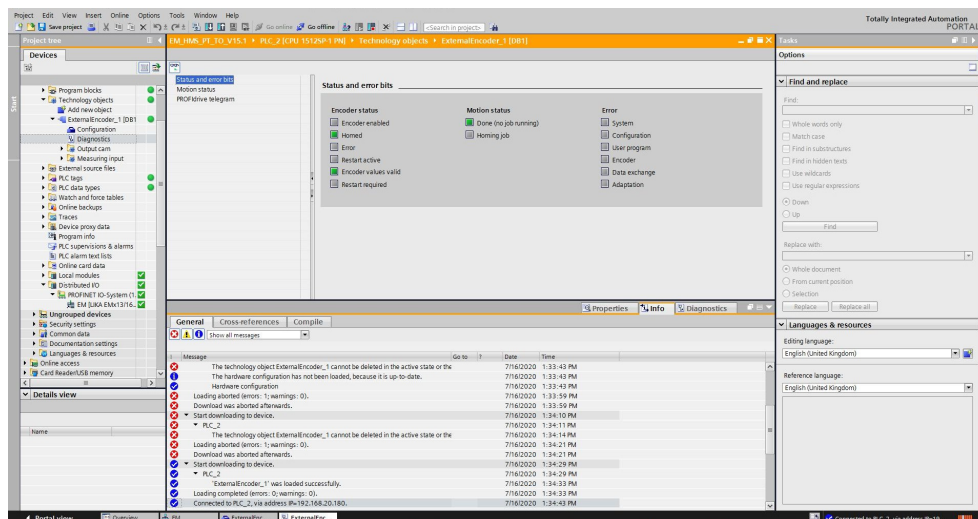 Project Edit View Insert Online Options Tools Window Help
Totally Integrated Automation
PORTAL
Save project Go online Go offline <Search in project>
Project tree
EM_HMS_PT_TO_V15.1 PLC_2 [CPU 1512SP-1 PN] Technology objects ExternalEncoder_1 [DB1]
Tasks
Devices
Options
Start
Program blocks
Technology objects
Add new object
ExternalEncoder_1 [DB1
Configuration
Diagnostics
Output cam
Measuring input
External source files
PLC tags
PLC data types
Watch and force tables
Online backups
Traces
Device proxy data
Program info
PLC supervisions & alarms
PLC alarm text lists
Online card data
Local modules
Distributed I/O
PROFINET IO-System (1.
EM [LIKA EMx13/16..
Ungrouped devices
Security settings
Common data
Documentation settings
Languages & resources
Online access
Card Reader/USB memory
Details view
Name
Status and error bits
Motion status
PROFIdrive telegram
Status and error bits
Encoder status
Encoder enabled
Homed
Error
Restart active
Encoder values valid
Restart required
Motion status
Done (no job running)
Homing job
Error
System
Configuration
User program
Encoder
Data exchange
Adaptation
Properties Info Diagnostics
General Cross-references Compile
Show all messages
! Message Go to ? Date Time
The technology object ExternalEncoder_1 cannot be deleted in the active state or the 7/16/2020 1:33:43 PM
The hardware configuration has not been loaded, because it is up-to-date. 7/16/2020 1:33:43 PM
Hardware configuration 7/16/2020 1:33:43 PM
Loading aborted (errors: 1; warnings: 0). 7/16/2020 1:33:59 PM
Download was aborted afterwards. 7/16/2020 1:33:59 PM
Start downloading to device. 7/16/2020 1:34:10 PM
PLC_2 7/16/2020 1:34:11 PM
The technology object ExternalEncoder_1 cannot be deleted in the active state or the 7/16/2020 1:34:14 PM
Loading aborted (errors: 1; warnings: 0). 7/16/2020 1:34:21 PM
Download was aborted afterwards. 7/16/2020 1:34:21 PM
Start downloading to device. 7/16/2020 1:34:29 PM
PLC_2 7/16/2020 1:34:29 PM
'ExternalEncoder_1' was loaded successfully. 7/16/2020 1:34:33 PM
Loading completed (errors: 0; warnings: 0). 7/16/2020 1:34:33 PM
Connected to PLC_2, via address IP=192.168.20.180. 7/16/2020 1:34:43 PM
Find and replace
Find:
Whole words only
Match case
Find in substructures
Find in hidden texts
Use wildcards
Use regular expressions
Down
Up
Find
Replace with:
Whole document
From current position
Selection
Replace Replace all
Languages & resources
Editing language:
English (United Kingdom)
Reference language:
English (United Kingdom)
Portal view Overview EM ExternalEnc... ExternalEnc...
Connected to PLC_2, via address IP=19...